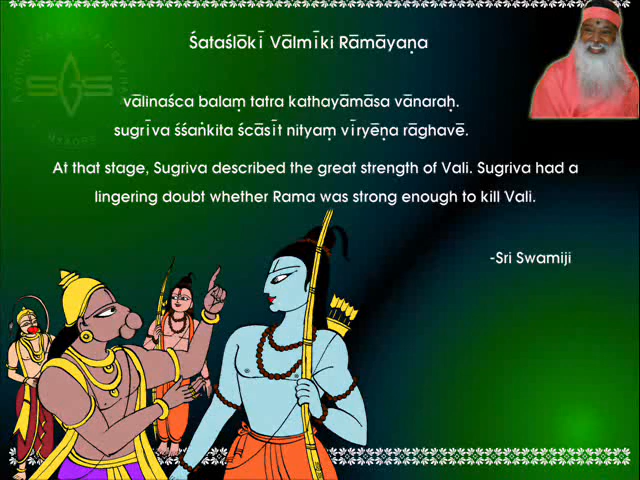 Śataślōkī Vālmīki Rāmāyaṇa
vālinaśca balaṃ tatra kathayāmāsa vānaraḥ.
sugrīva śśaṅkita ścāsīt nityaṃ vīryēṇa rāghavē.
At that stage, Sugriva described the great strength of Vali. Sugriva had a
lingering doubt whether Rama was strong enough to kill Vali.
-Sri Swamiji
SGS
MYSORE